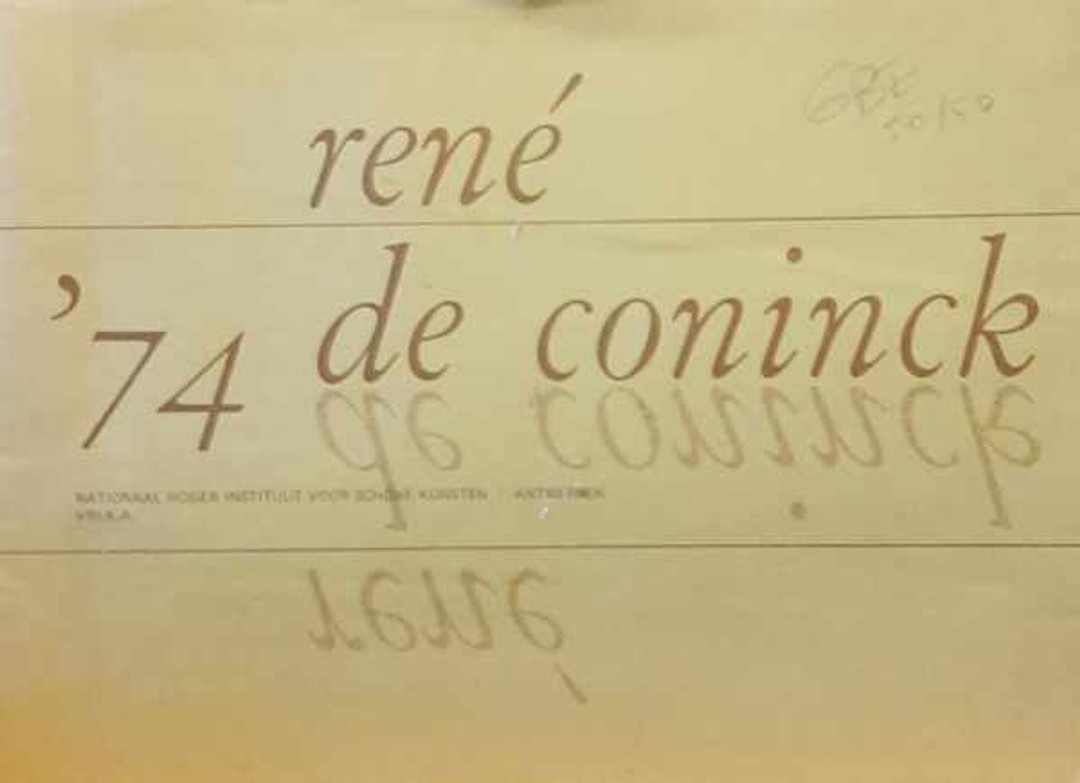 rené
'74 de coninck
NATIONAAL HOGER INSTITUUT VOOR SCHONE KUNSTEN ANTWERPEN